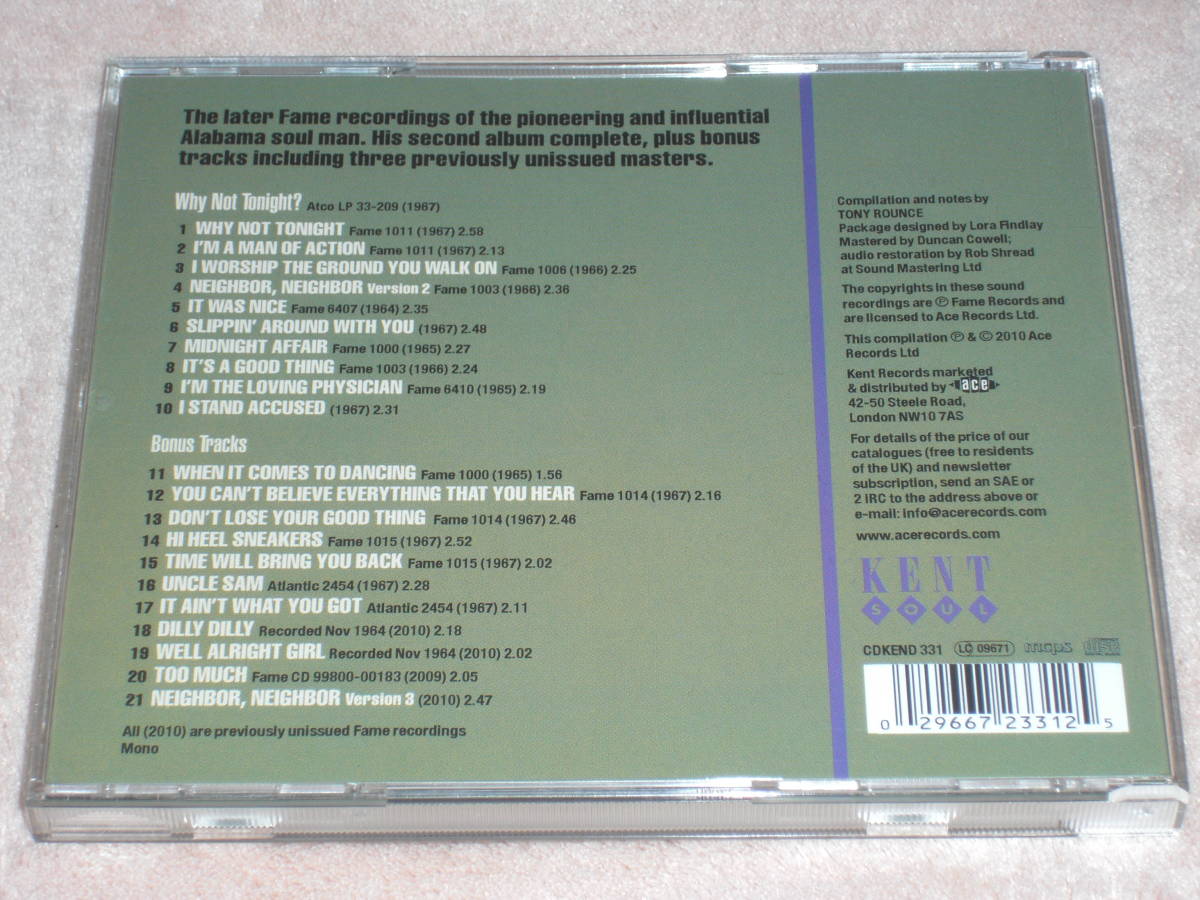 The later Fame recordings of the pioneering and influential
Alabama soul man. His second album complete, plus bonus
tracks including three previously unissued masters.
Why Not Tonight? Atco LP 33-209 (1967)
1 WHY NOT TONIGHT Fame 1011 (1967) 2.58
2 I'M A MAN OF ACTION Fame 1011 (1967) 2.13
3 I WORSHIP THE GROUND YOU WALK ON Fame 1006 (1966) 2.25
4 NEIGHBOR, NEIGHBOR Version 2 Fame 1003 (1966) 2.36
5 IT WAS NICE Fame 6407 (1964) 2.35
6 SLIPPIN' AROUND WITH YOU (1967) 2.48
7 MIDNIGHT AFFAIR Fame 1000 (1965) 2.27
8 IT'S A GOOD THING Fame 1003 (1966) 2.24
9 I'M THE LOVING PHYSICIAN Fame 6410 (1965) 2.19
10 I STAND ACCUSED (1967) 2.31
Bonus Tracks
11 WHEN IT COMES TO DANCING Fame 1000 (1965) 1.56
12 YOU CAN'T BELIEVE EVERYTHING THAT YOU HEAR Fame 1014 (1967) 2.16
13 DON'T LOSE YOUR GOOD THING Fame 1014 (1967) 2.46
14 HI HEEL SNEAKERS Fame 1015 (1967) 2.52
15 TIME WILL BRING YOU BACK Fame 1015 (1967) 2.02
16 UNCLE SAM Atlantic 2454 (1967) 2.28
17 IT AIN'T WHAT YOU GOT Atlantic 2454 (1967) 2.11
18 DILLY DILLY Recorded Nov 1964 (2010) 2.18
19 WELL ALRIGHT GIRL Recorded Nov 1964 (2010) 2.02
20 TOO MUCH Fame CD 99800-00183 (2009) 2.05
21 NEIGHBOR, NEIGHBOR Version 3 (2010) 2.47
All (2010) are previously unissued Fame recordings
Mono
Compilation and notes by
TONY ROUNCE
Package designed by Lora Findlay
Mastered by Duncan Cowell;
audio restoration by Rob Shread
at Sound Mastering Ltd
The copyrights in these sound
recordings are ℗ Fame Records and
are licensed to Ace Records Ltd.
This compilation ℗ & © 2010 Ace
Records Ltd
Kent Records marketed
& distributed by ace
42-50 Steele Road,
London NW10 7AS
For details of the price of our
catalogues (free to residents
of the UK) and newsletter
subscription, send an SAE or
2 IRC to the address above or
e-mail: info@acerecords.com
www.acerecords.com
KENT
SOUL
CDKEND 331 LC 09671 mcps disc
0 29667 23312 5